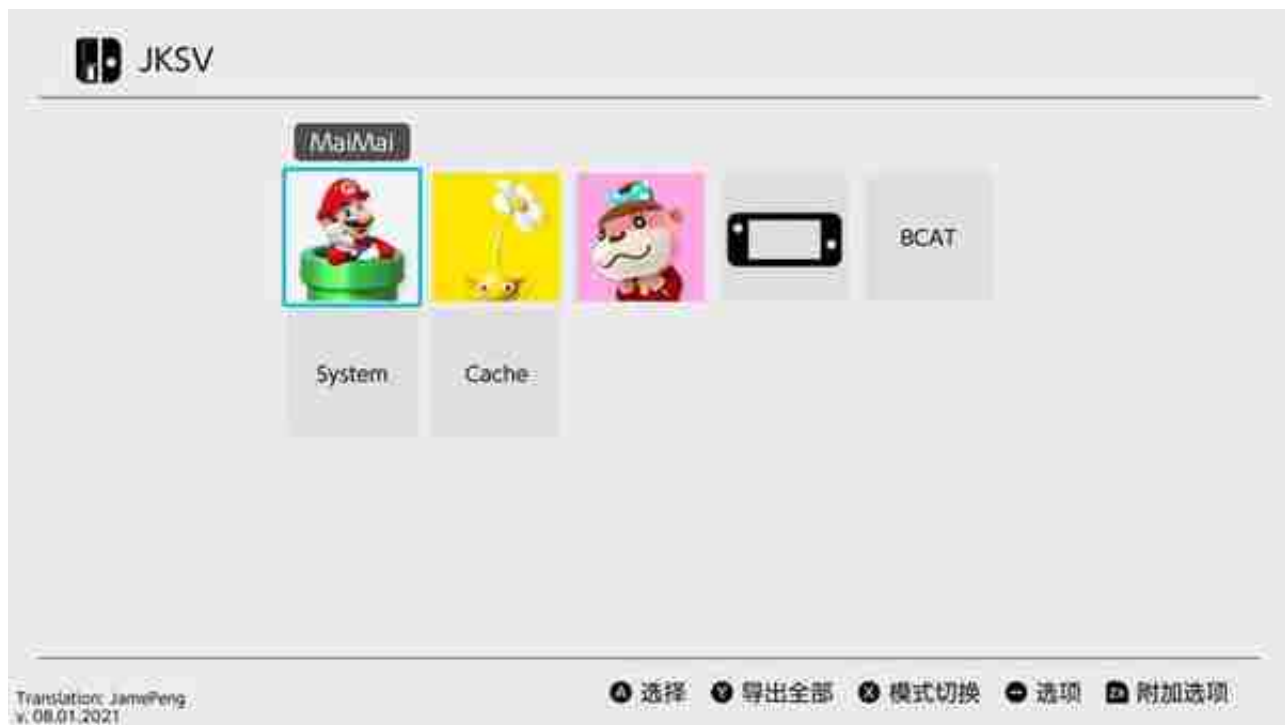 JKSV
MaiMai
BCAT
System
Cache
選择 导出全部 模式切换 选项 附加选项
Translation: JamePeng
v. 08.01.2021